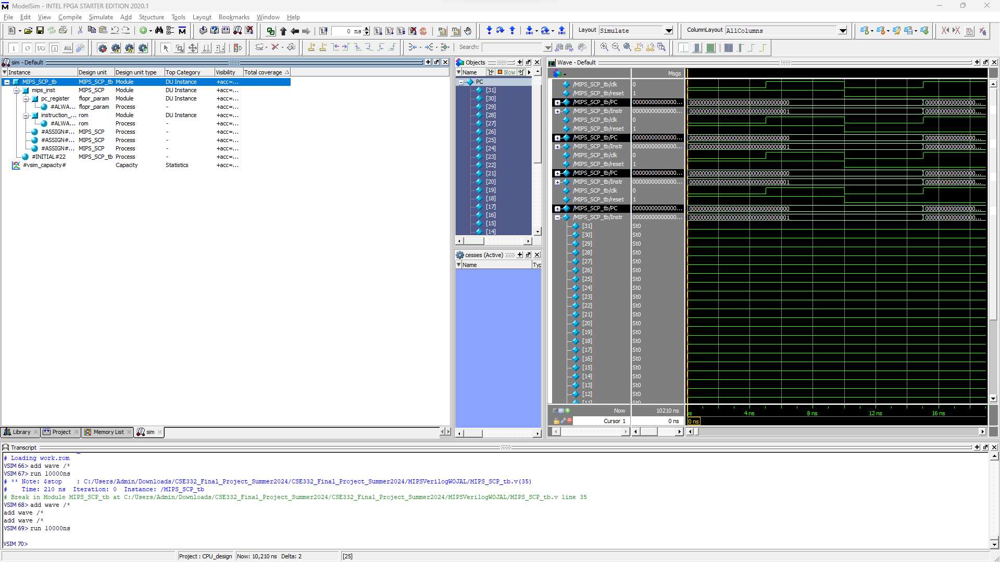 ModelSim - INTEL FPGA STARTER EDITION 2020.1
File Edit View Compile Simulate Add Structure Tools Layout Bookmarks Window Help
0 ns
Layout Simulate
ColumnLayout AllColumns
Search:
sim - Default
Instance Design unit Design unit type Top Category Visibility Total coverage
MIPS_SCP_tb MIPS_SCP_tb Module DU Instance +acc=...
mips_inst MIPS_SCP Module DU Instance +acc=...
pc_register flopr_param Module DU Instance +acc=...
#ALWA... flopr_param Process - +acc=...
instruction_... rom Module DU Instance +acc=...
#ALWA... rom Process - +acc=...
#ASSIGN#... MIPS_SCP Process - +acc=...
#ASSIGN#... MIPS_SCP Process - +acc=...
#ASSIGN#... MIPS_SCP Process - +acc=...
#INITIAL#22 MIPS_SCP_tb Process - +acc=...
#vsim_capacity# Capacity Statistics +acc=...
Library Project Memory List sim
Objects
Name Now
PC
[31]
[30]
[29]
[28]
[27]
[26]
[25]
[24]
[23]
[22]
[21]
[20]
[19]
[18]
[17]
[16]
[15]
[14]
cesses (Active)
Name Typ
Wave - Default
Msgs
/MIPS_SCP_tb/clk 0
/MIPS_SCP_tb/reset 1
/MIPS_SCP_tb/PC 00000000000000... 00000000000000000000000000000000 00000000000000000...
/MIPS_SCP_tb/Instr 00000000000000... 00000000000000000000000000000001 00000000000000000...
/MIPS_SCP_tb/clk 0
/MIPS_SCP_tb/reset 1
/MIPS_SCP_tb/PC 00000000000000... 00000000000000000000000000000000 00000000000000000...
/MIPS_SCP_tb/Instr 00000000000000... 00000000000000000000000000000001 00000000000000000...
/MIPS_SCP_tb/clk 0
/MIPS_SCP_tb/reset 1
/MIPS_SCP_tb/PC 00000000000000... 00000000000000000000000000000000 00000000000000000...
/MIPS_SCP_tb/Instr 00000000000000... 00000000000000000000000000000001 00000000000000000...
/MIPS_SCP_tb/clk 0
/MIPS_SCP_tb/reset 1
/MIPS_SCP_tb/PC 00000000000000... 00000000000000000000000000000000 00000000000000000...
/MIPS_SCP_tb/Instr 00000000000000... 00000000000000000000000000000001 00000000000000000...
[31] St0
[30] St0
[29] St0
[28] St0
[27] St0
[26] St0
[25] St0
[24] St0
[23] St0
[22] St0
[21] St0
[20] St0
[19] St0
[18] St0
[17] St0
[16] St0
[15] St0
[14] St0
[13] St0
[12] St0
[11] St0
Now 10210 ns ns 4 ns 8 ns 12 ns 16 ns
Cursor 1 0 ns 0 ns
Transcript
# Loading work.rom
VSIM 66> add wave /*
VSIM 67> run 10000ns
# ** Note: $stop    : C:/Users/Admin/Downloads/CSE332_Final_Project_Summer2024/CSE332_Final_Project_Summer2024/MIPSVerilogWOJAL/MIPS_SCP_tb.v(35)
#    Time: 210 ns  Iteration: 0  Instance: /MIPS_SCP_tb
# Break in Module MIPS_SCP_tb at C:/Users/Admin/Downloads/CSE332_Final_Project_Summer2024/CSE332_Final_Project_Summer2024/MIPSVerilogWOJAL/MIPS_SCP_tb.v line 35
VSIM 68> add wave /*
add wave /*
add wave /*
VSIM 69> run 10000ns
VSIM 70>
Project : CPU_design Now: 10,210 ns Delta: 2 [25]